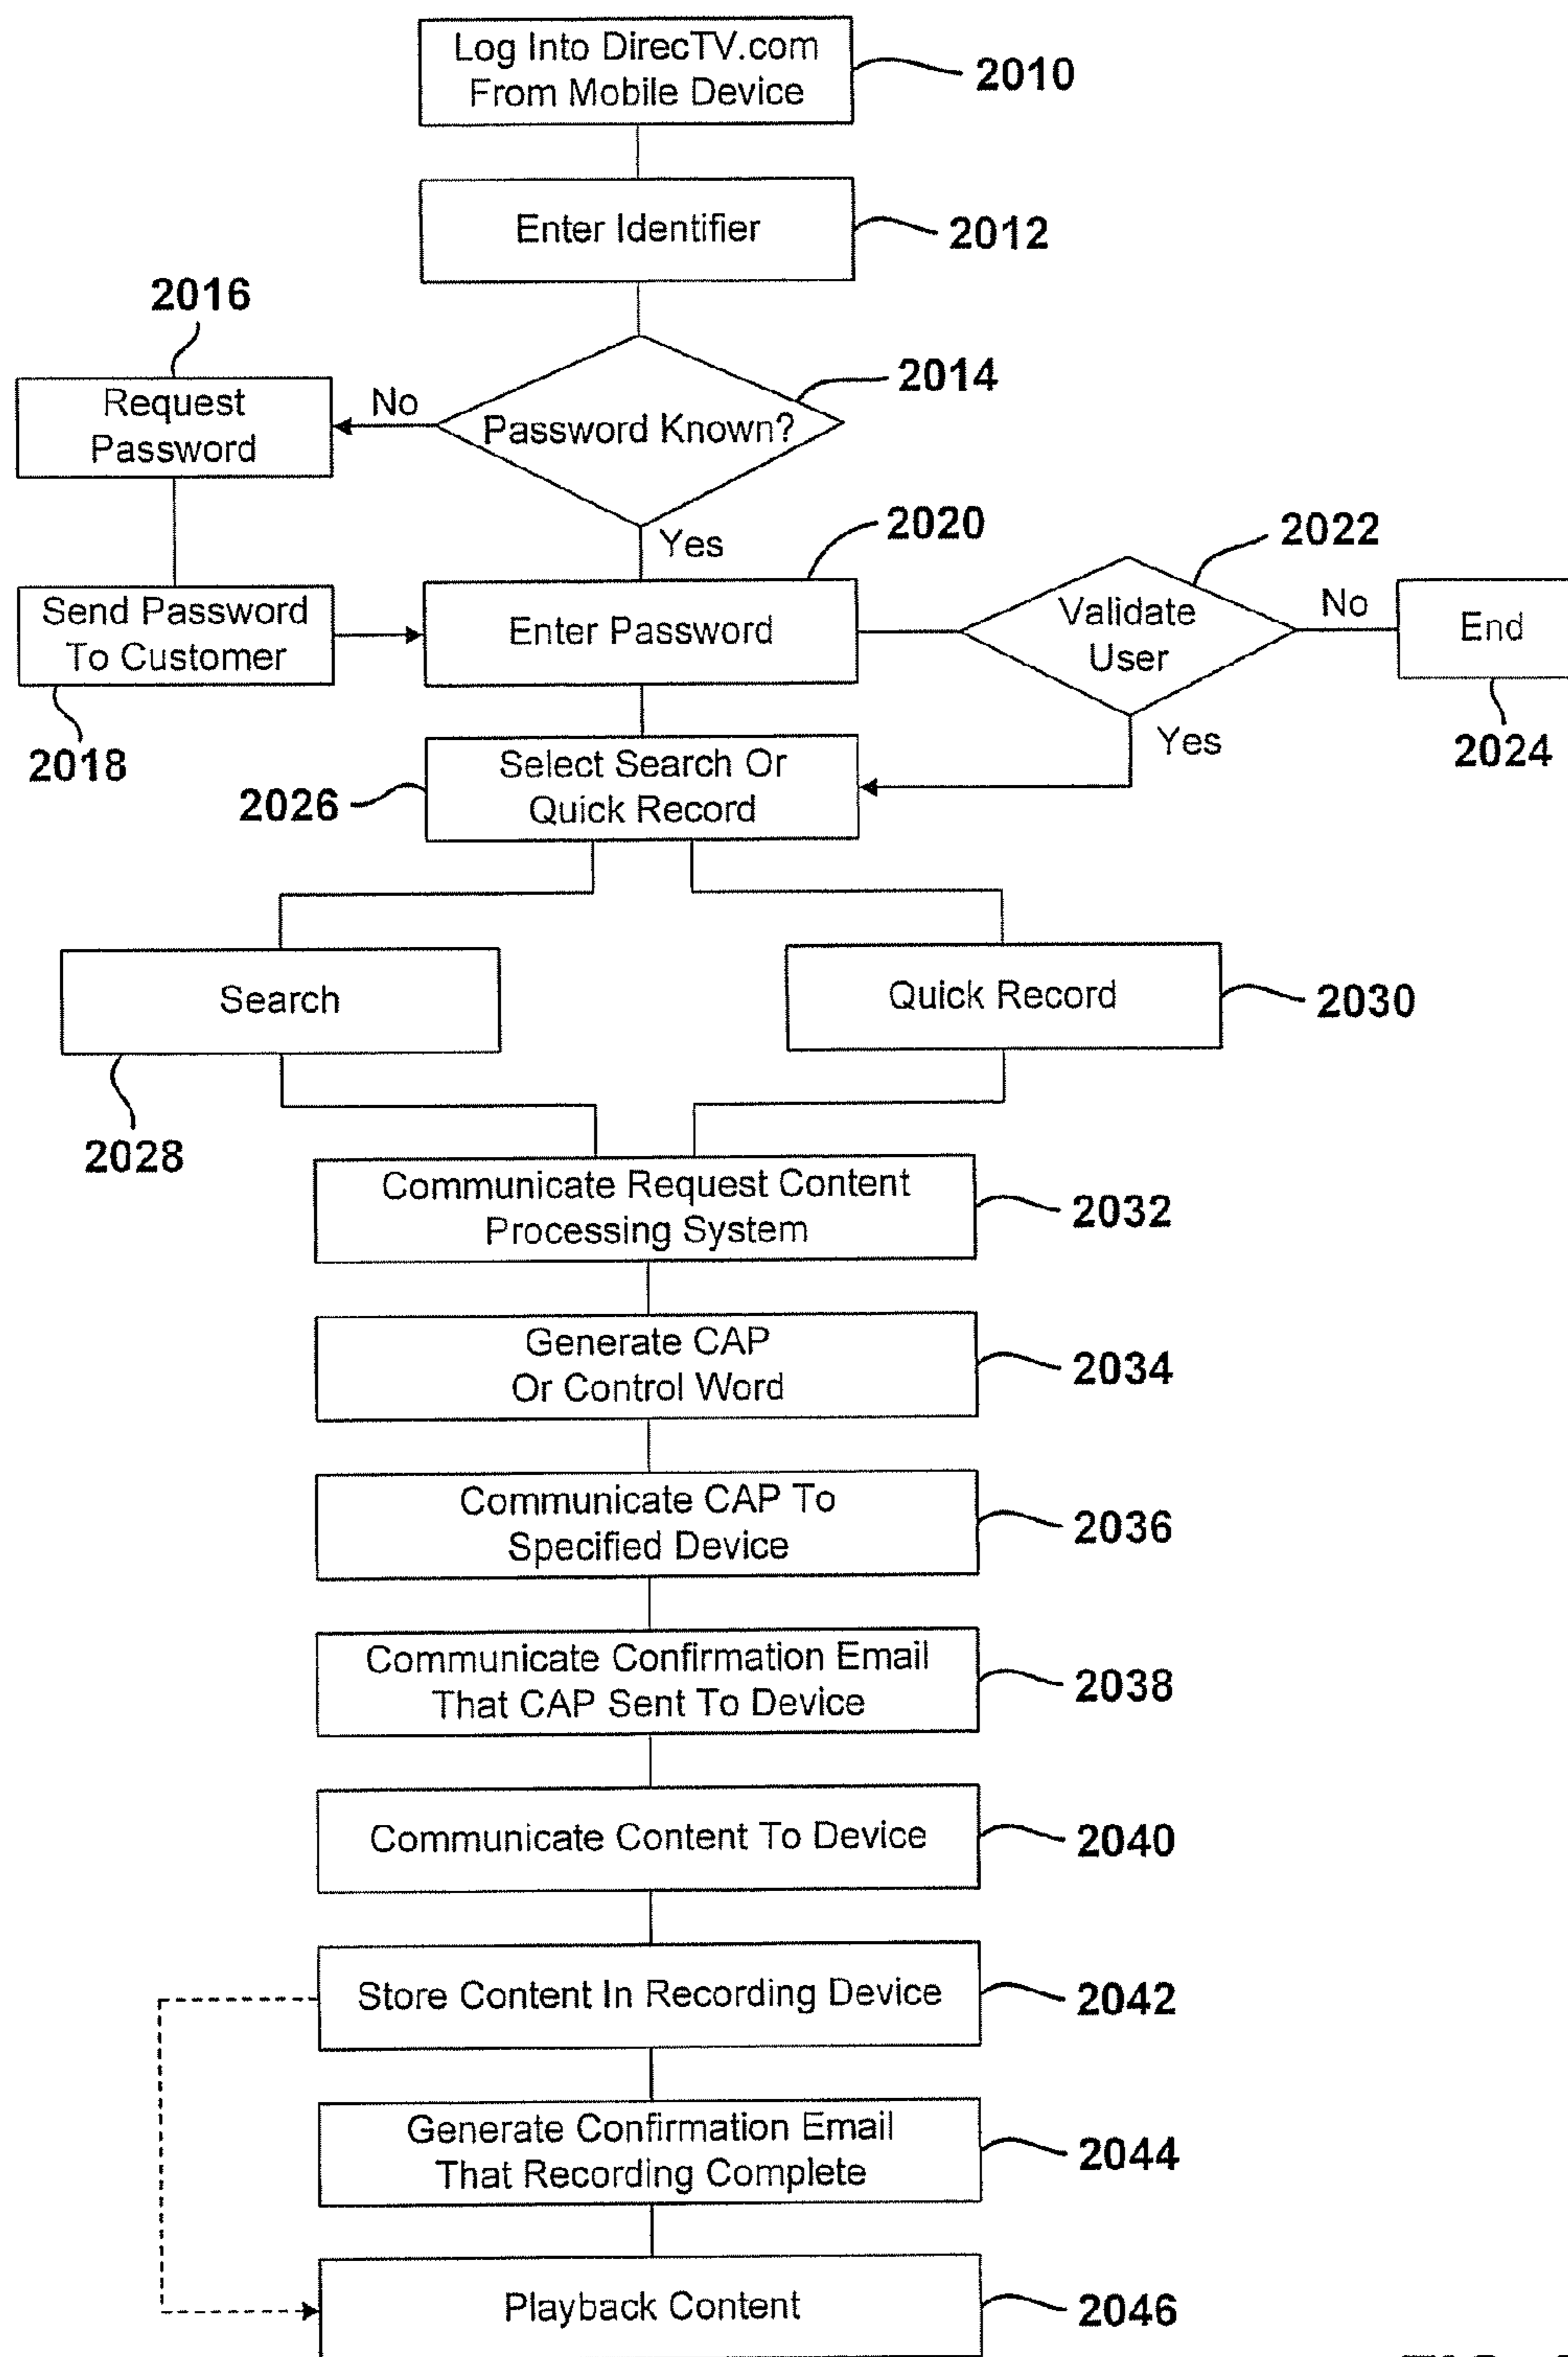 Log Into DirecTV.com
From Mobile Device
2010
Enter Identifier
2012
2016
Request
Password
No
Password Known?
2014
Yes
2020
2022
Send Password
To Customer
Enter Password
Validate
User
No
End
2018
Yes
2024
Select Search Or
Quick Record
2026
Search
Quick Record
2030
2028
Communicate Request Content
Processing System
2032
Generate CAP
Or Control Word
2034
Communicate CAP To
Specified Device
2036
Communicate Confirmation Email
That CAP Sent To Device
2038
Communicate Content To Device
2040
Store Content In Recording Device
2042
Generate Confirmation Email
That Recording Complete
2044
Playback Content
2046